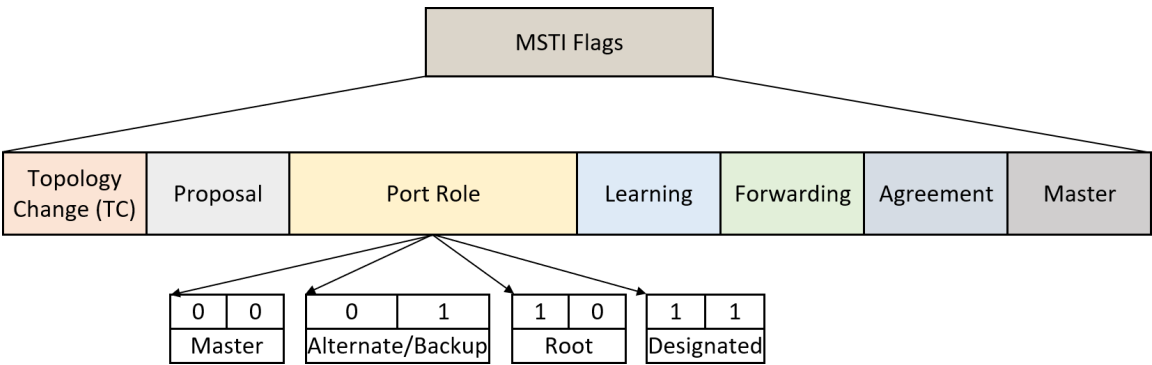 MSTI Flags
Topology
Change (TC)
Proposal
Port Role
Learning
Forwarding
Agreement
Master
0 0
Master
0 1
Alternate/Backup
1 0
Root
1 1
Designated